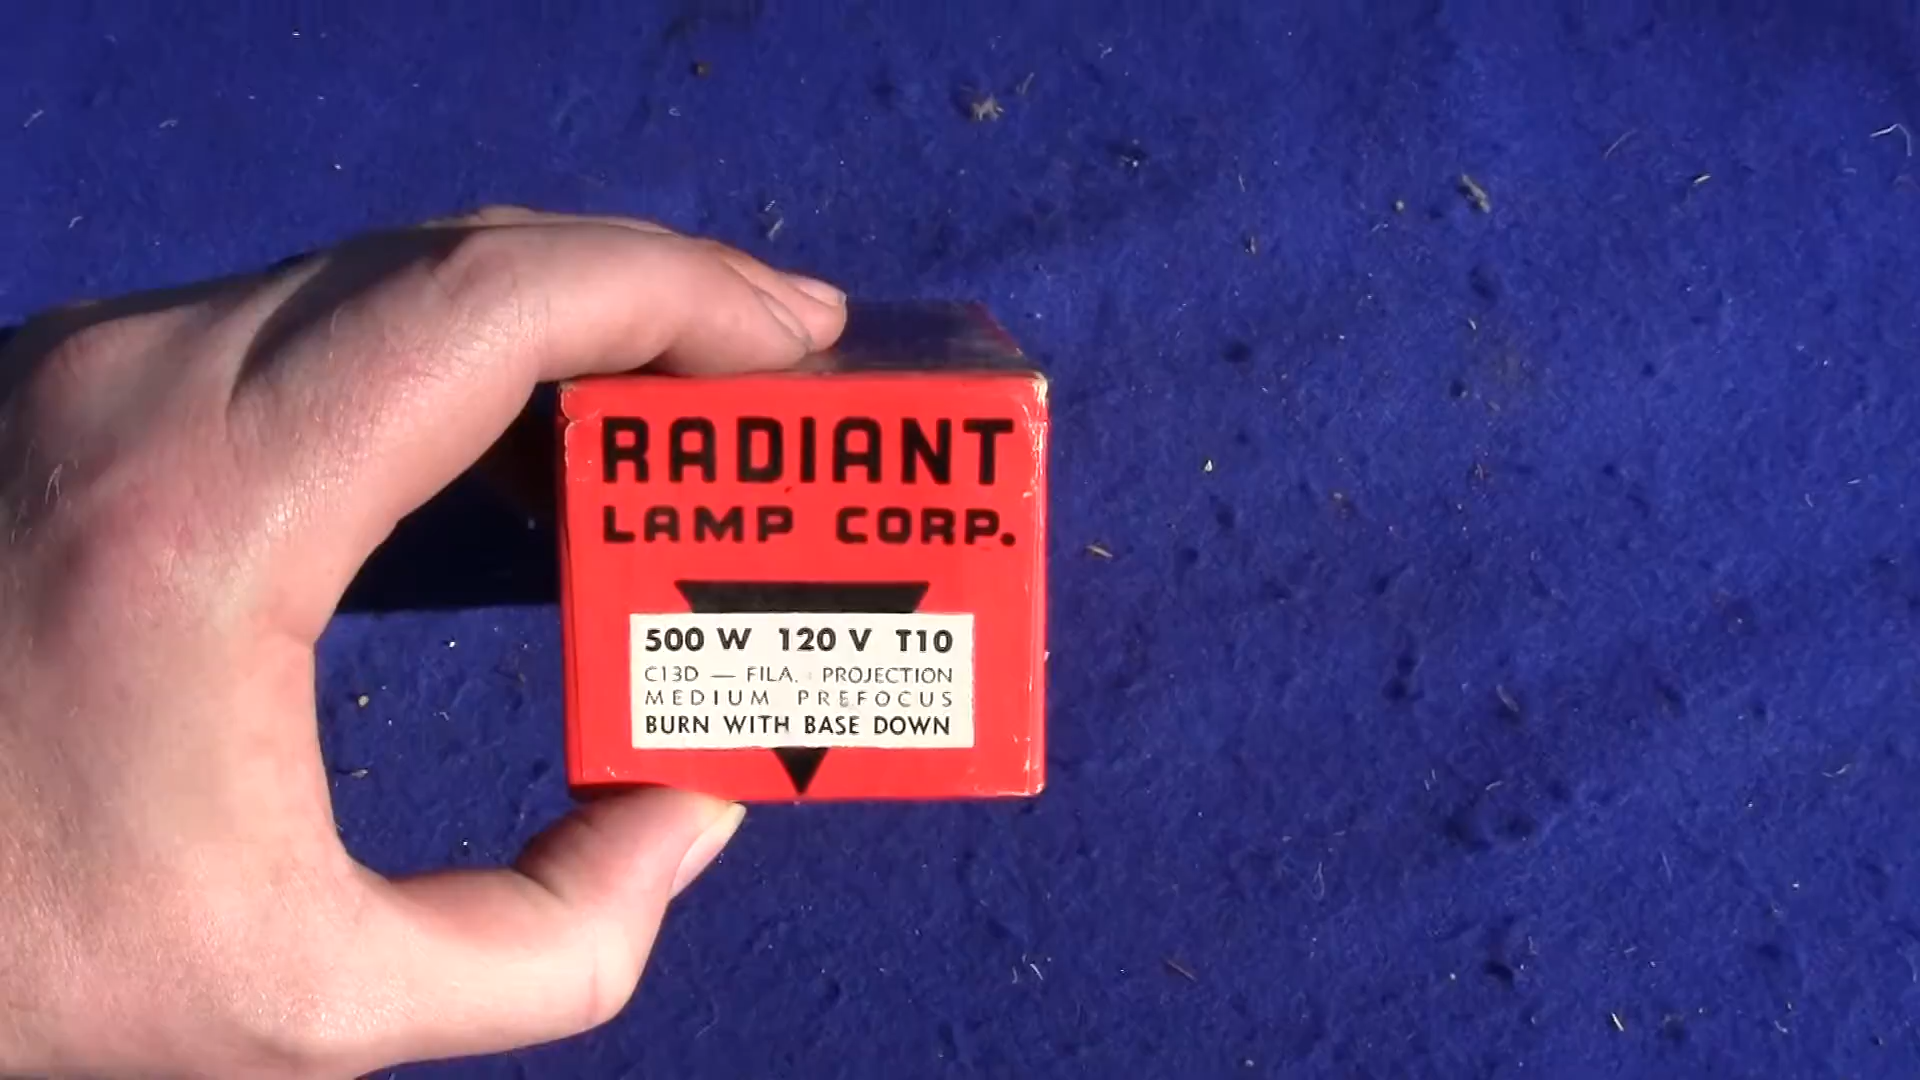 RADIANT
LAMP CORP.
500 W 120 V T10
C13D — FILA. PROJECTION
MEDIUM PREFOCUS
BURN WITH BASE DOWN